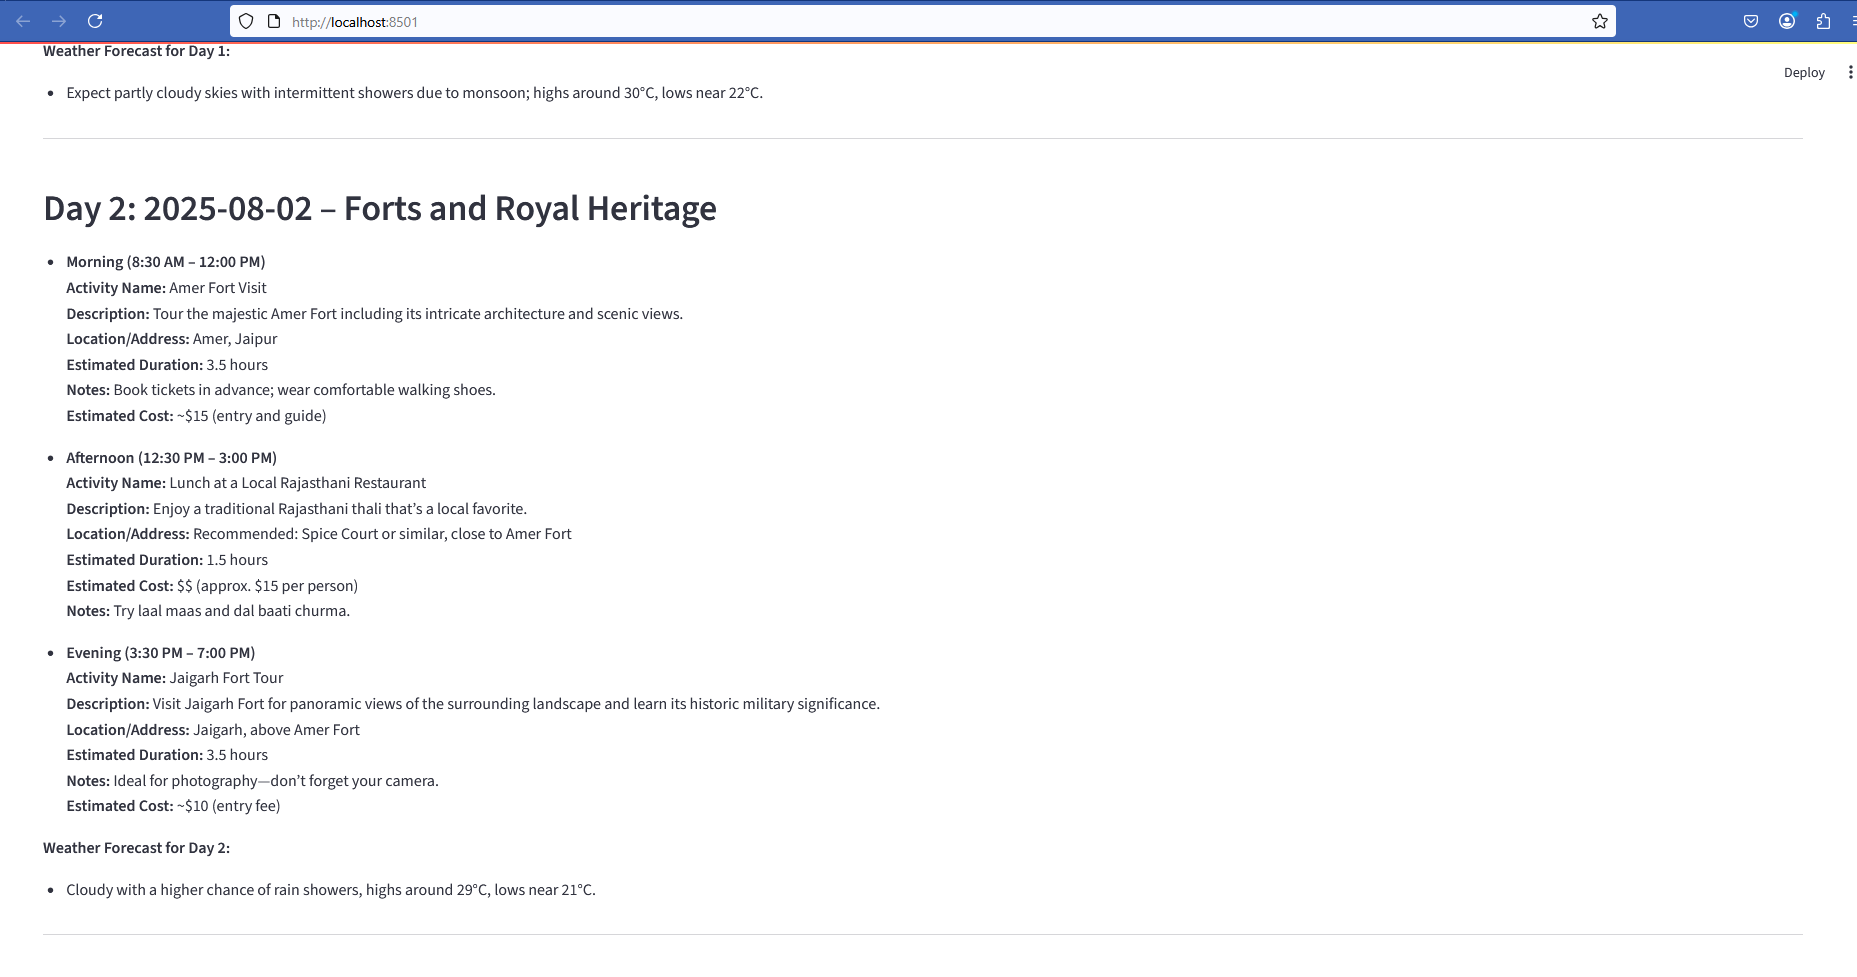 http://localhost:8501
Weather Forecast for Day 1:
Deploy
• Expect partly cloudy skies with intermittent showers due to monsoon; highs around 30°C, lows near 22°C.
Day 2: 2025-08-02 – Forts and Royal Heritage
• Morning (8:30 AM – 12:00 PM)
Activity Name: Amer Fort Visit
Description: Tour the majestic Amer Fort including its intricate architecture and scenic views.
Location/Address: Amer, Jaipur
Estimated Duration: 3.5 hours
Notes: Book tickets in advance; wear comfortable walking shoes.
Estimated Cost: ~$15 (entry and guide)
• Afternoon (12:30 PM – 3:00 PM)
Activity Name: Lunch at a Local Rajasthani Restaurant
Description: Enjoy a traditional Rajasthani thali that’s a local favorite.
Location/Address: Recommended: Spice Court or similar, close to Amer Fort
Estimated Duration: 1.5 hours
Estimated Cost: $$ (approx. $15 per person)
Notes: Try laal maas and dal baati churma.
• Evening (3:30 PM – 7:00 PM)
Activity Name: Jaigarh Fort Tour
Description: Visit Jaigarh Fort for panoramic views of the surrounding landscape and learn its historic military significance.
Location/Address: Jaigarh, above Amer Fort
Estimated Duration: 3.5 hours
Notes: Ideal for photography—don’t forget your camera.
Estimated Cost: ~$10 (entry fee)
Weather Forecast for Day 2:
• Cloudy with a higher chance of rain showers, highs around 29°C, lows near 21°C.